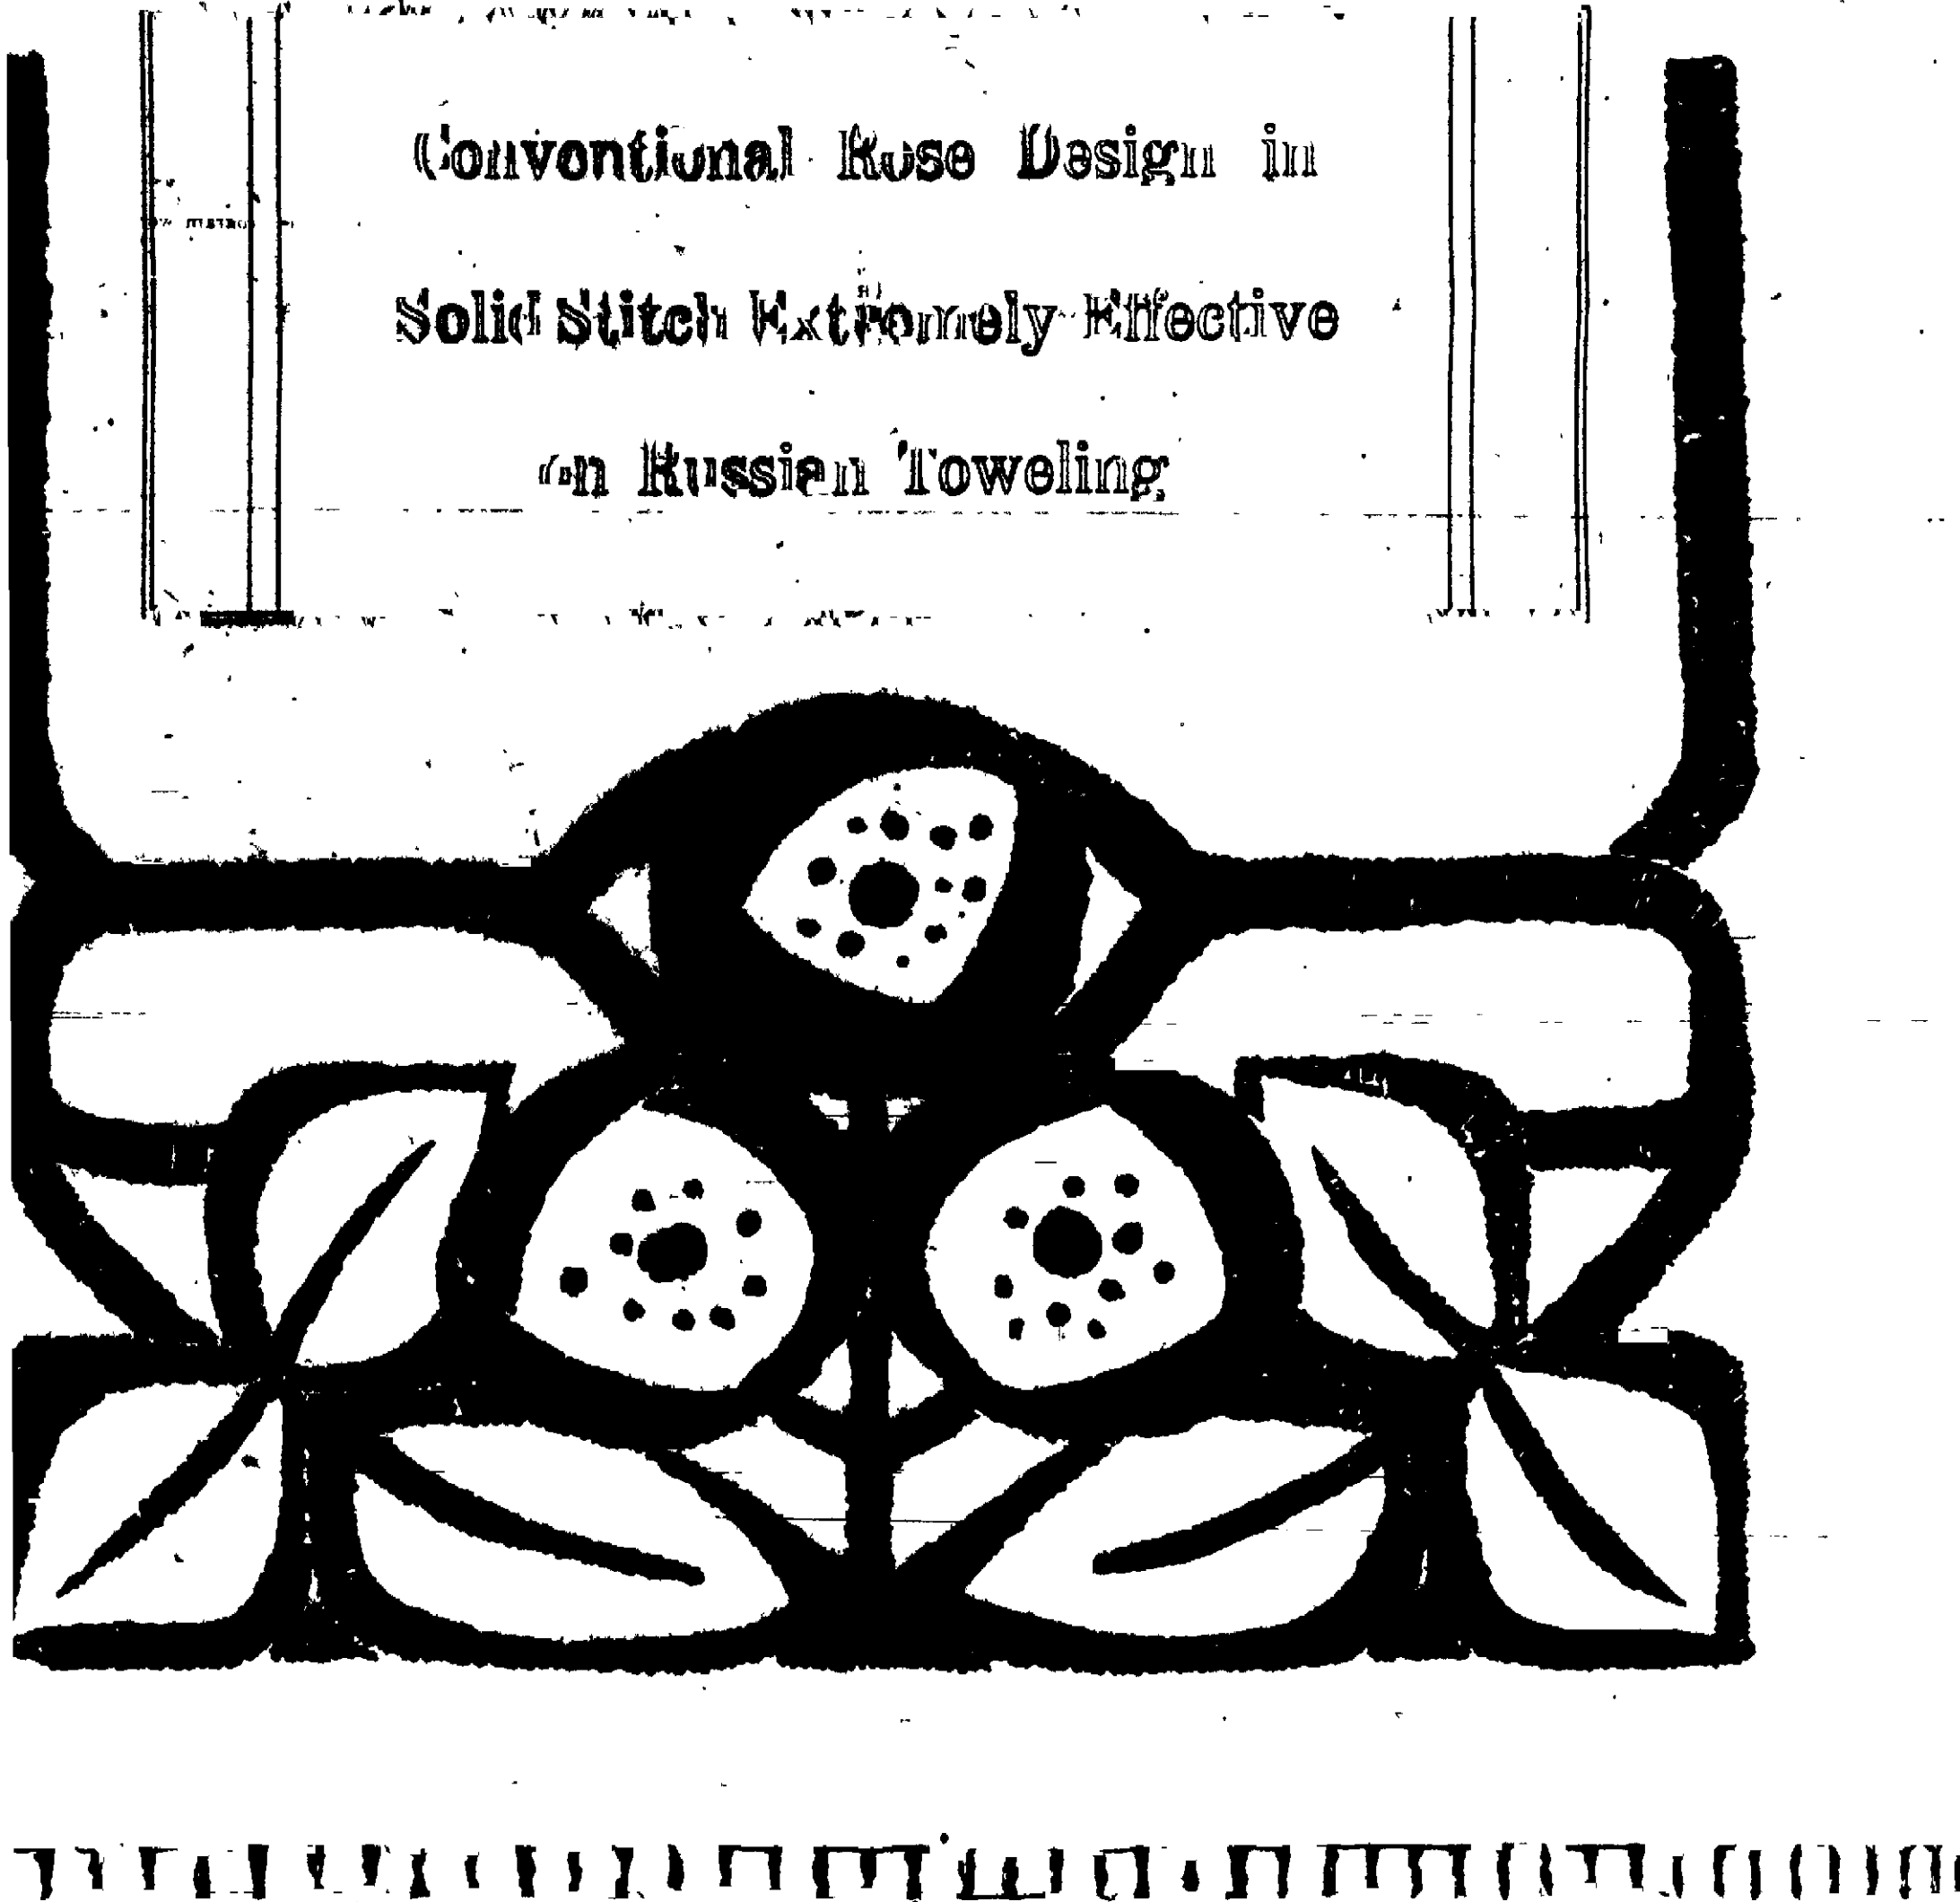 Conventional Rose Design in
Solid Stitch Extremely Effective
on Russian Toweling